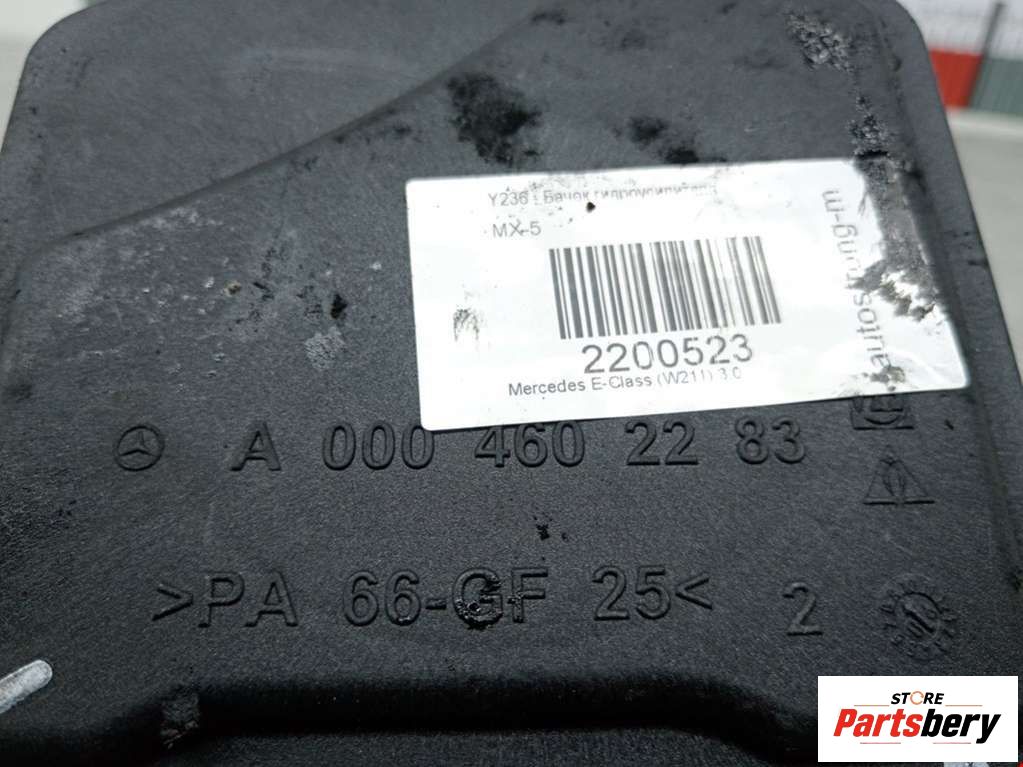 Y236 : Бачок гидроусилителя
MX-5
2200523
Mercedes E-Class (W211) 3.0
A 000 460 22 83
>PA 66-GF 25<
2
STORE
Partsbery